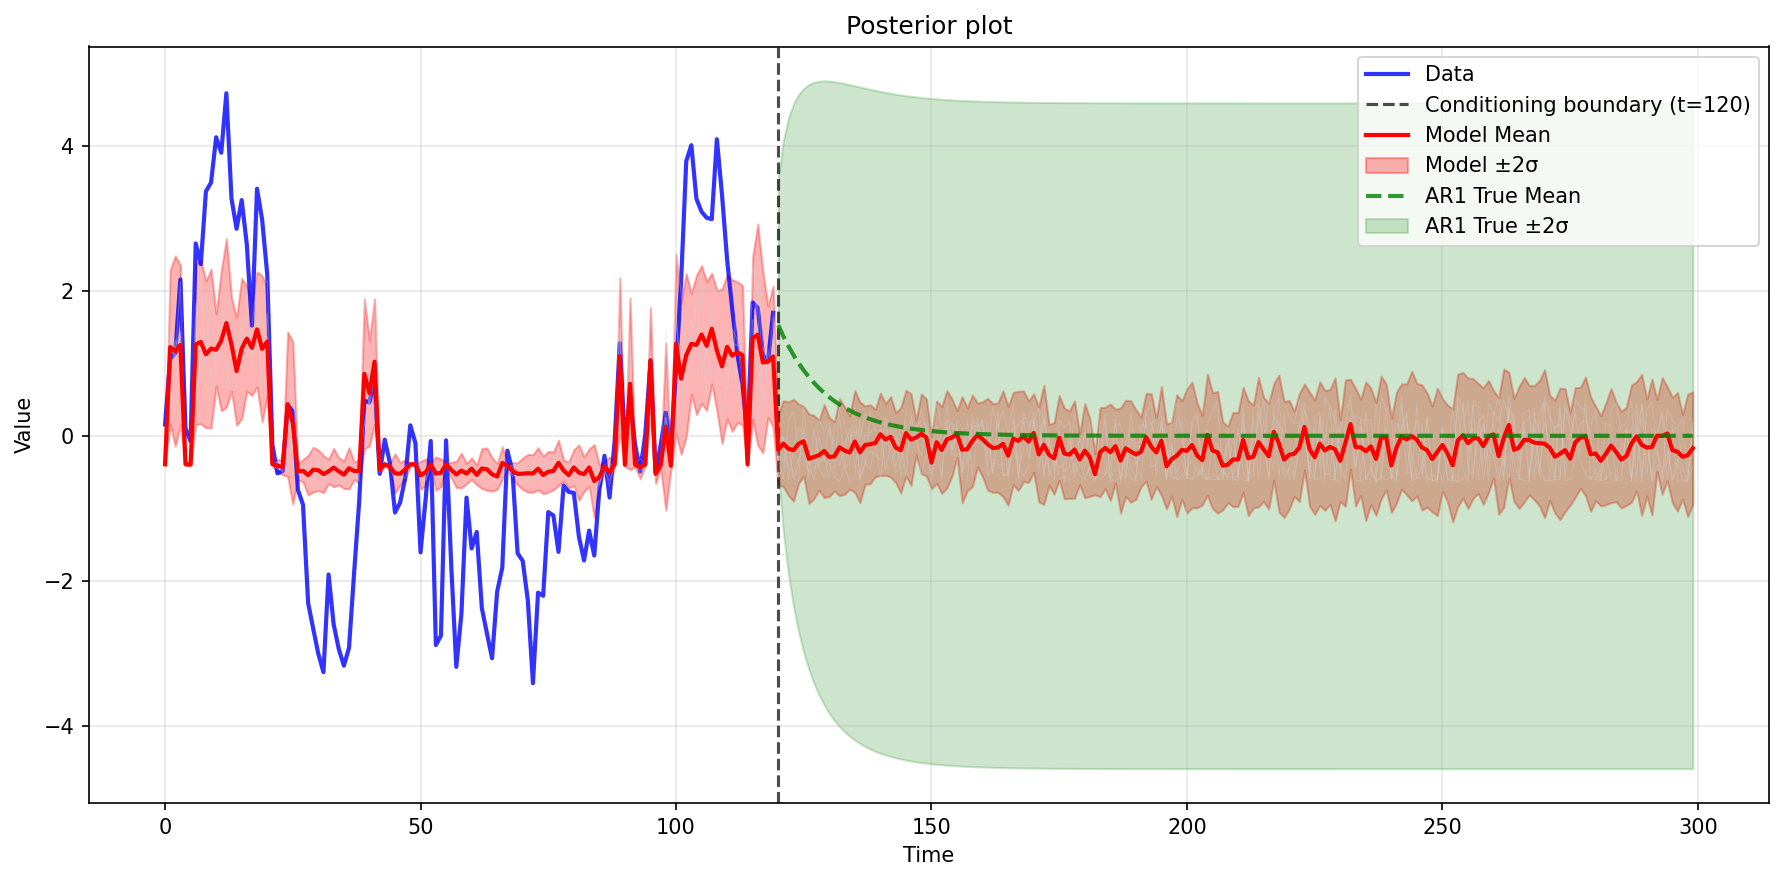 Posterior plot
Data
Conditioning boundary (t=120)
Model Mean
Model ±2σ
AR1 True Mean
AR1 True ±2σ
Value
4
2
0
−2
−4
0
50
100
150
200
250
300
Time